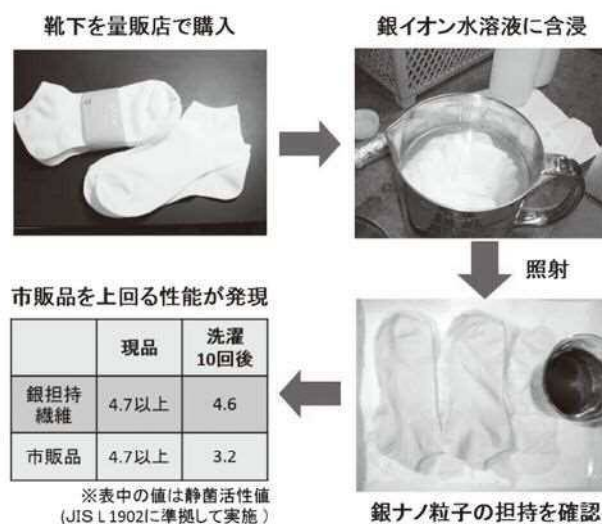 靴下を量販店で購入
銀イオン水溶液に含浸
照射
銀ナノ粒子の担持を確認
市販品を上回る性能が発現
現品 洗濯
10回後
銀担持
繊維 4.7以上 4.6
市販品 4.7以上 3.2
※表中の値は静菌活性値
(JIS L 1902に準拠して実施 )